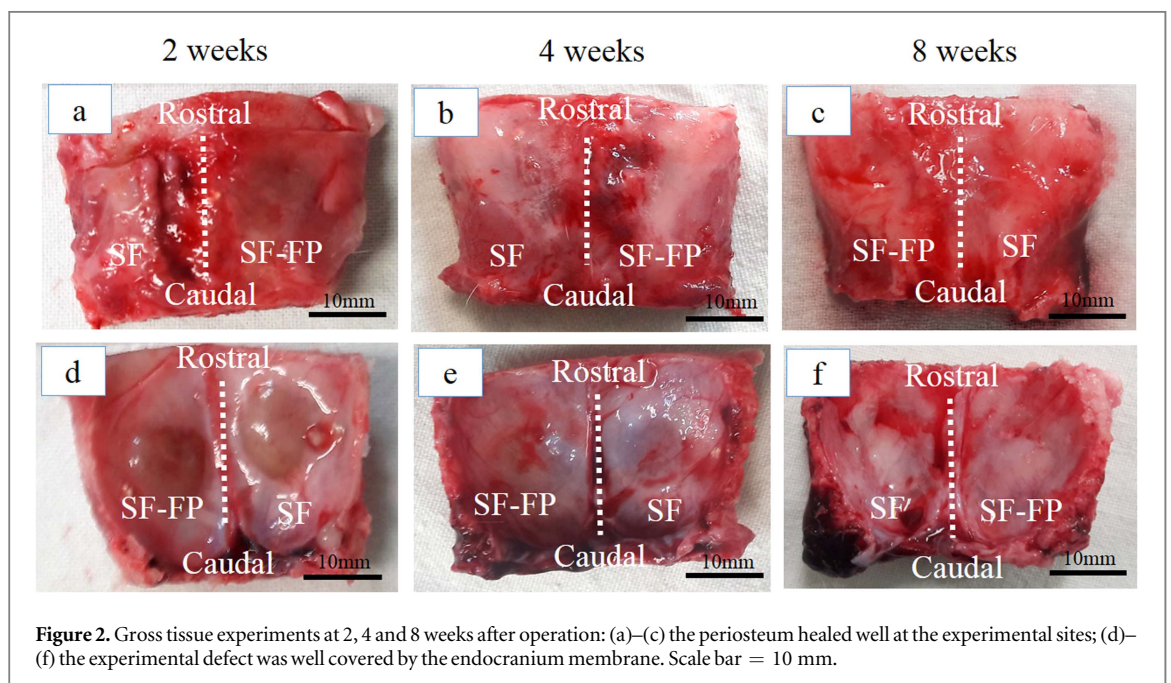 2 weeks
4 weeks
8 weeks
a
Rostral
SF
SF-FP
Caudal
10mm
b
Rostral
SF
SF-FP
Caudal
10mm
c
Rostral
SF-FP
SF
Caudal
10mm
d
Rostral
SF-FP
SF
Caudal
10mm
e
Rostral
SF-FP
SF
Caudal
10mm
f
Rostral
SF
SF-FP
Caudal
10mm
Figure 2. Gross tissue experiments at 2, 4 and 8 weeks after operation: (a)–(c) the periosteum healed well at the experimental sites; (d)–
(f) the experimental defect was well covered by the endocranium membrane. Scale bar = 10 mm.